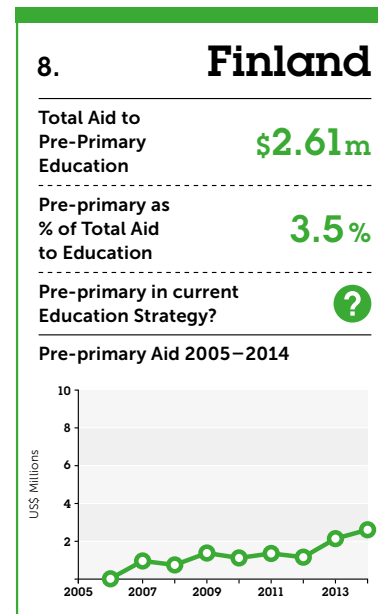 8. Finland
Total Aid to
Pre-Primary
Education
$2.61m
Pre-primary as
% of Total Aid
to Education
3.5%
Pre-primary in current
Education Strategy?
?
Pre-primary Aid 2005–2014
US$ Millions
10
8
6
4
2
2005 2007 2009 2011 2013